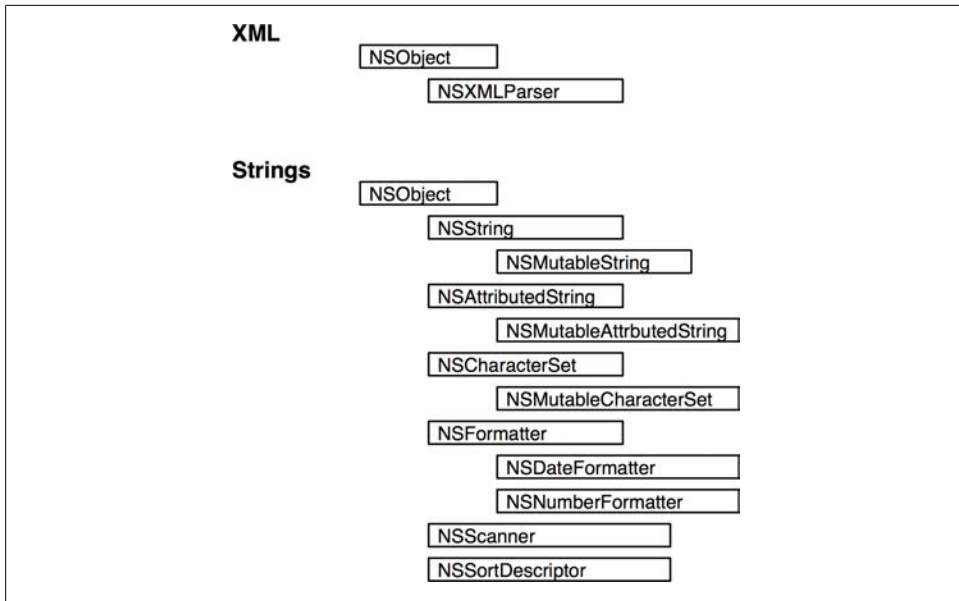 XML
NSObject
NSXMLParser
Strings
NSObject
NSString
NSMutableString
NSAttributedString
NSMutableAttrbutedString
NSCharacterSet
NSMutableCharacterSet
NSFormatter
NSDateFormatter
NSNumberFormatter
NSScanner
NSSortDescriptor